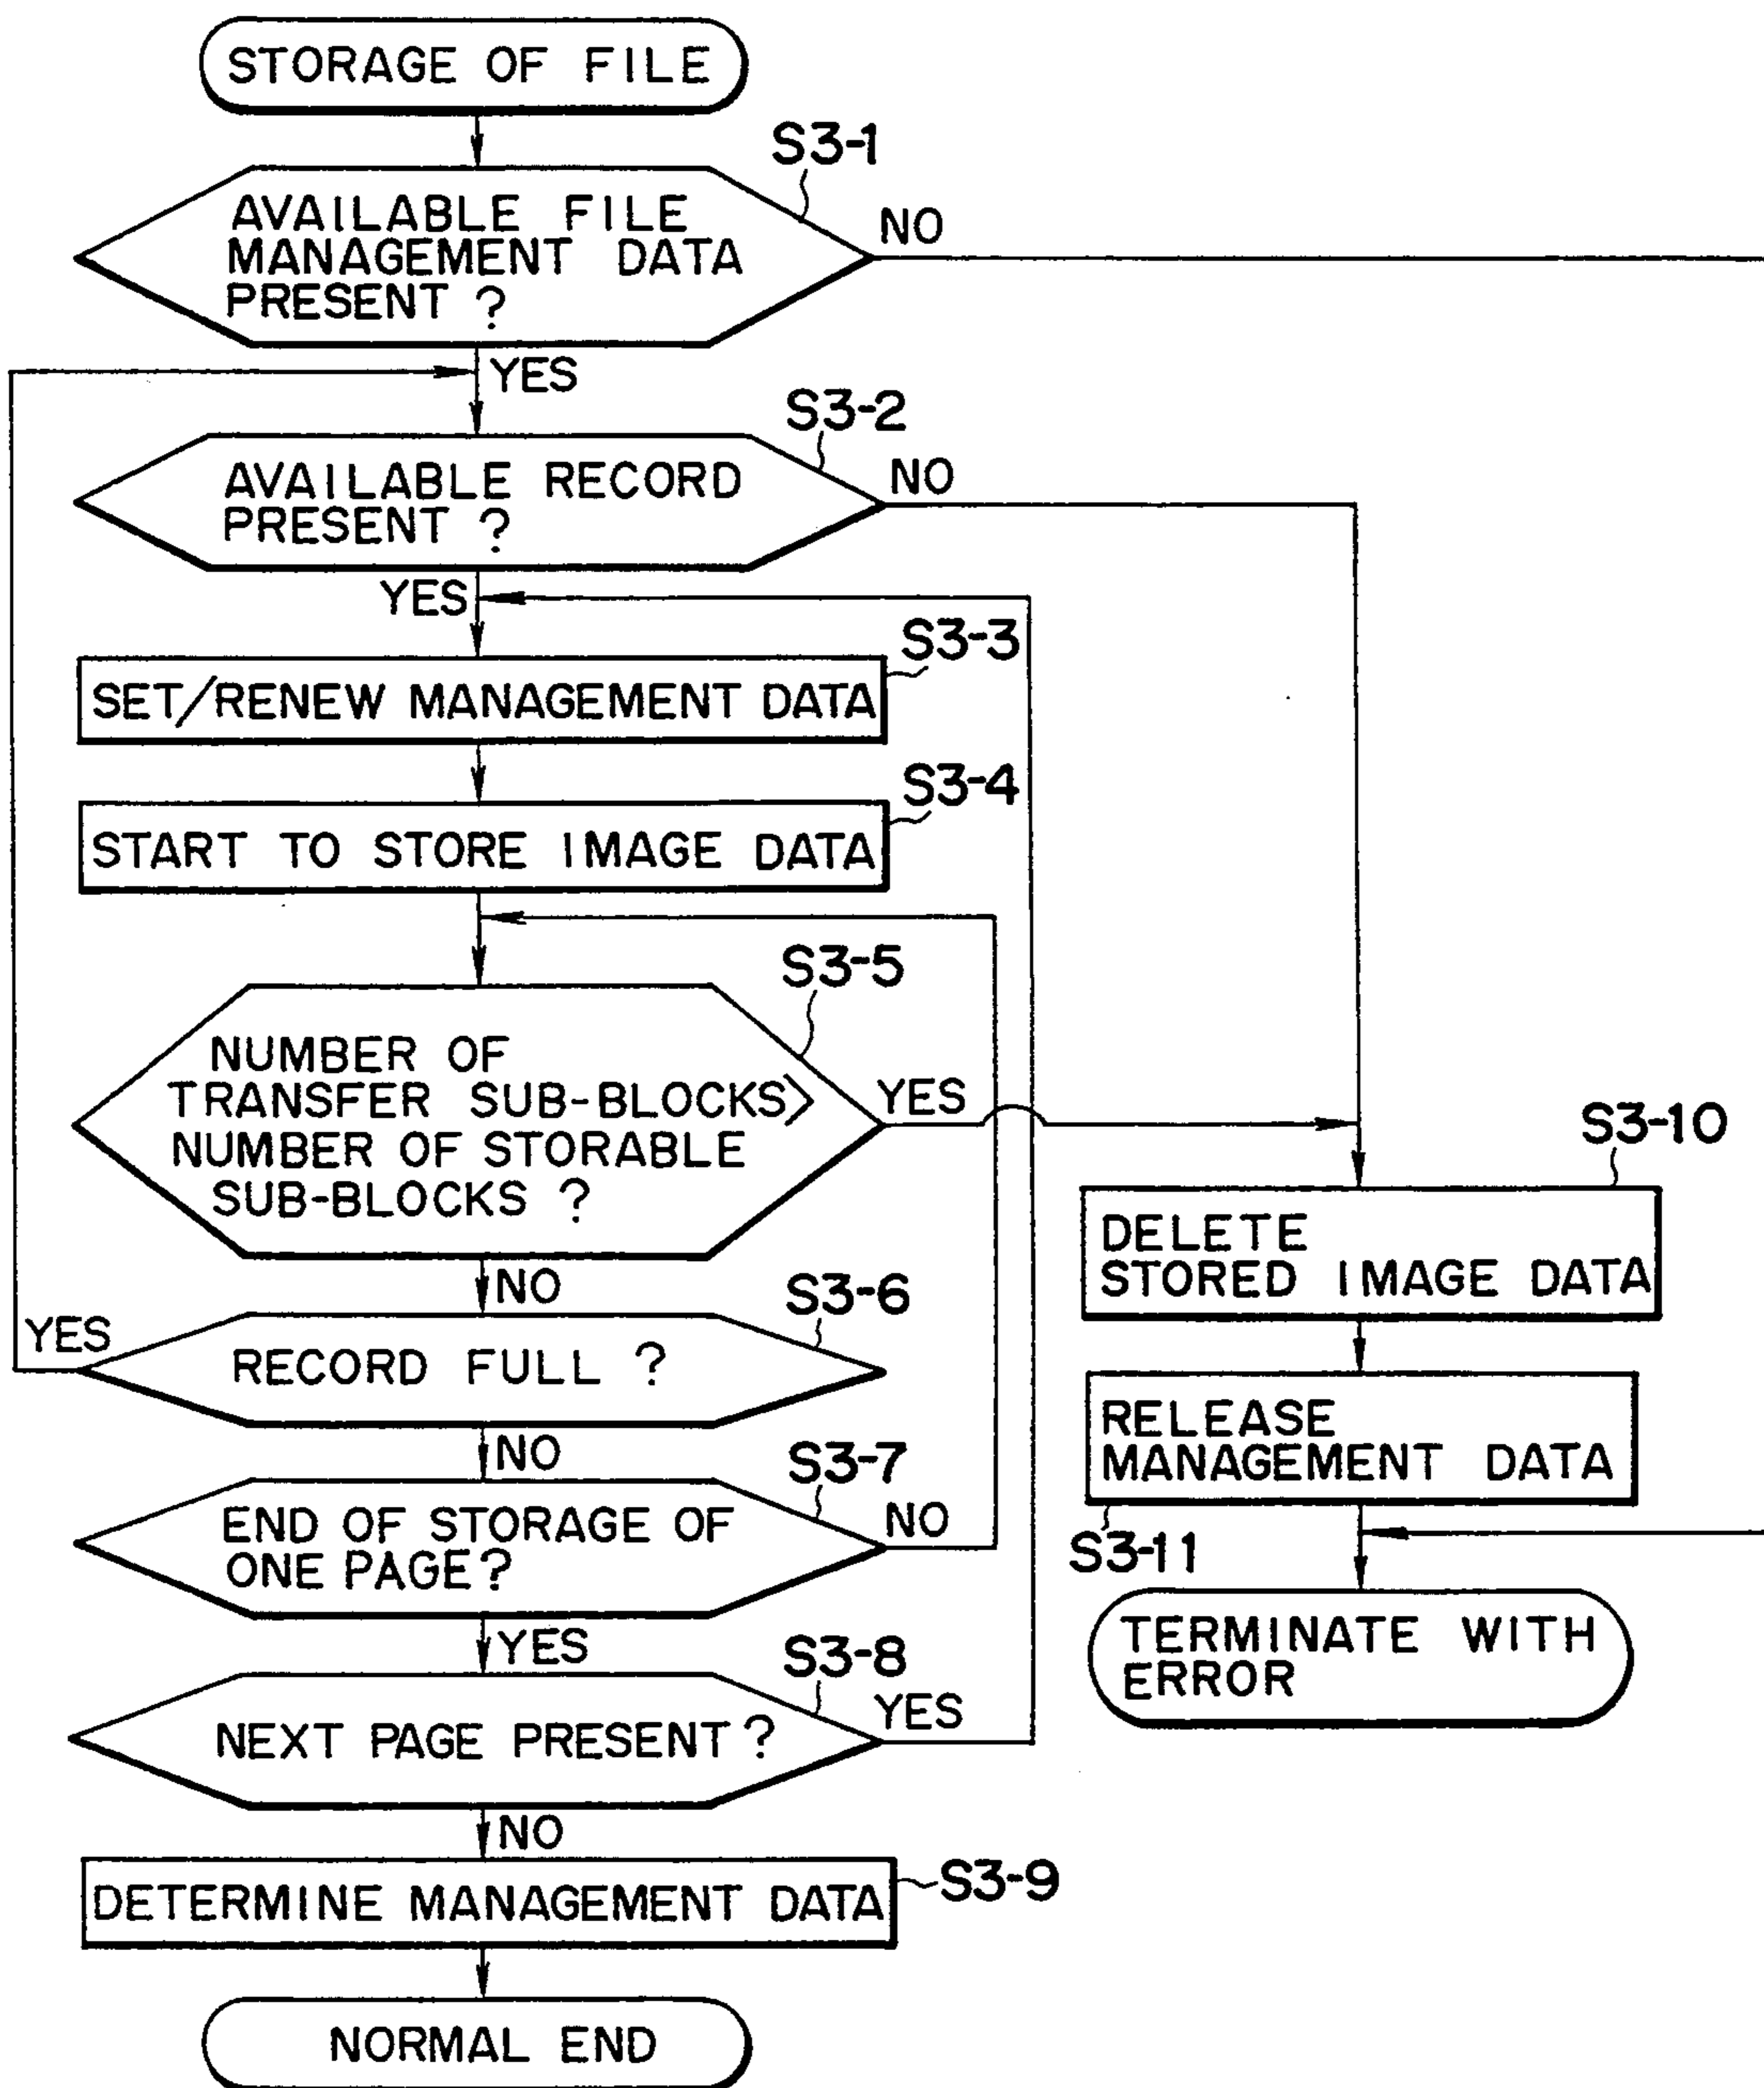 STORAGE OF FILE
S3-1
AVAILABLE FILE
MANAGEMENT DATA
PRESENT ?
NO
YES
S3-2
AVAILABLE RECORD
PRESENT ?
NO
YES
S3-3
SET/RENEW MANAGEMENT DATA
S3-4
START TO STORE IMAGE DATA
S3-5
NUMBER OF
TRANSFER SUB-BLOCKS>
NUMBER OF STORABLE
SUB-BLOCKS ?
YES
NO
S3-6
RECORD FULL ?
YES
NO
S3-7
END OF STORAGE OF
ONE PAGE?
NO
YES
S3-8
NEXT PAGE PRESENT ?
YES
NO
DETERMINE MANAGEMENT DATA
S3-9
NORMAL END
S3-10
DELETE
STORED IMAGE DATA
RELEASE
MANAGEMENT DATA
S3-11
TERMINATE WITH
ERROR